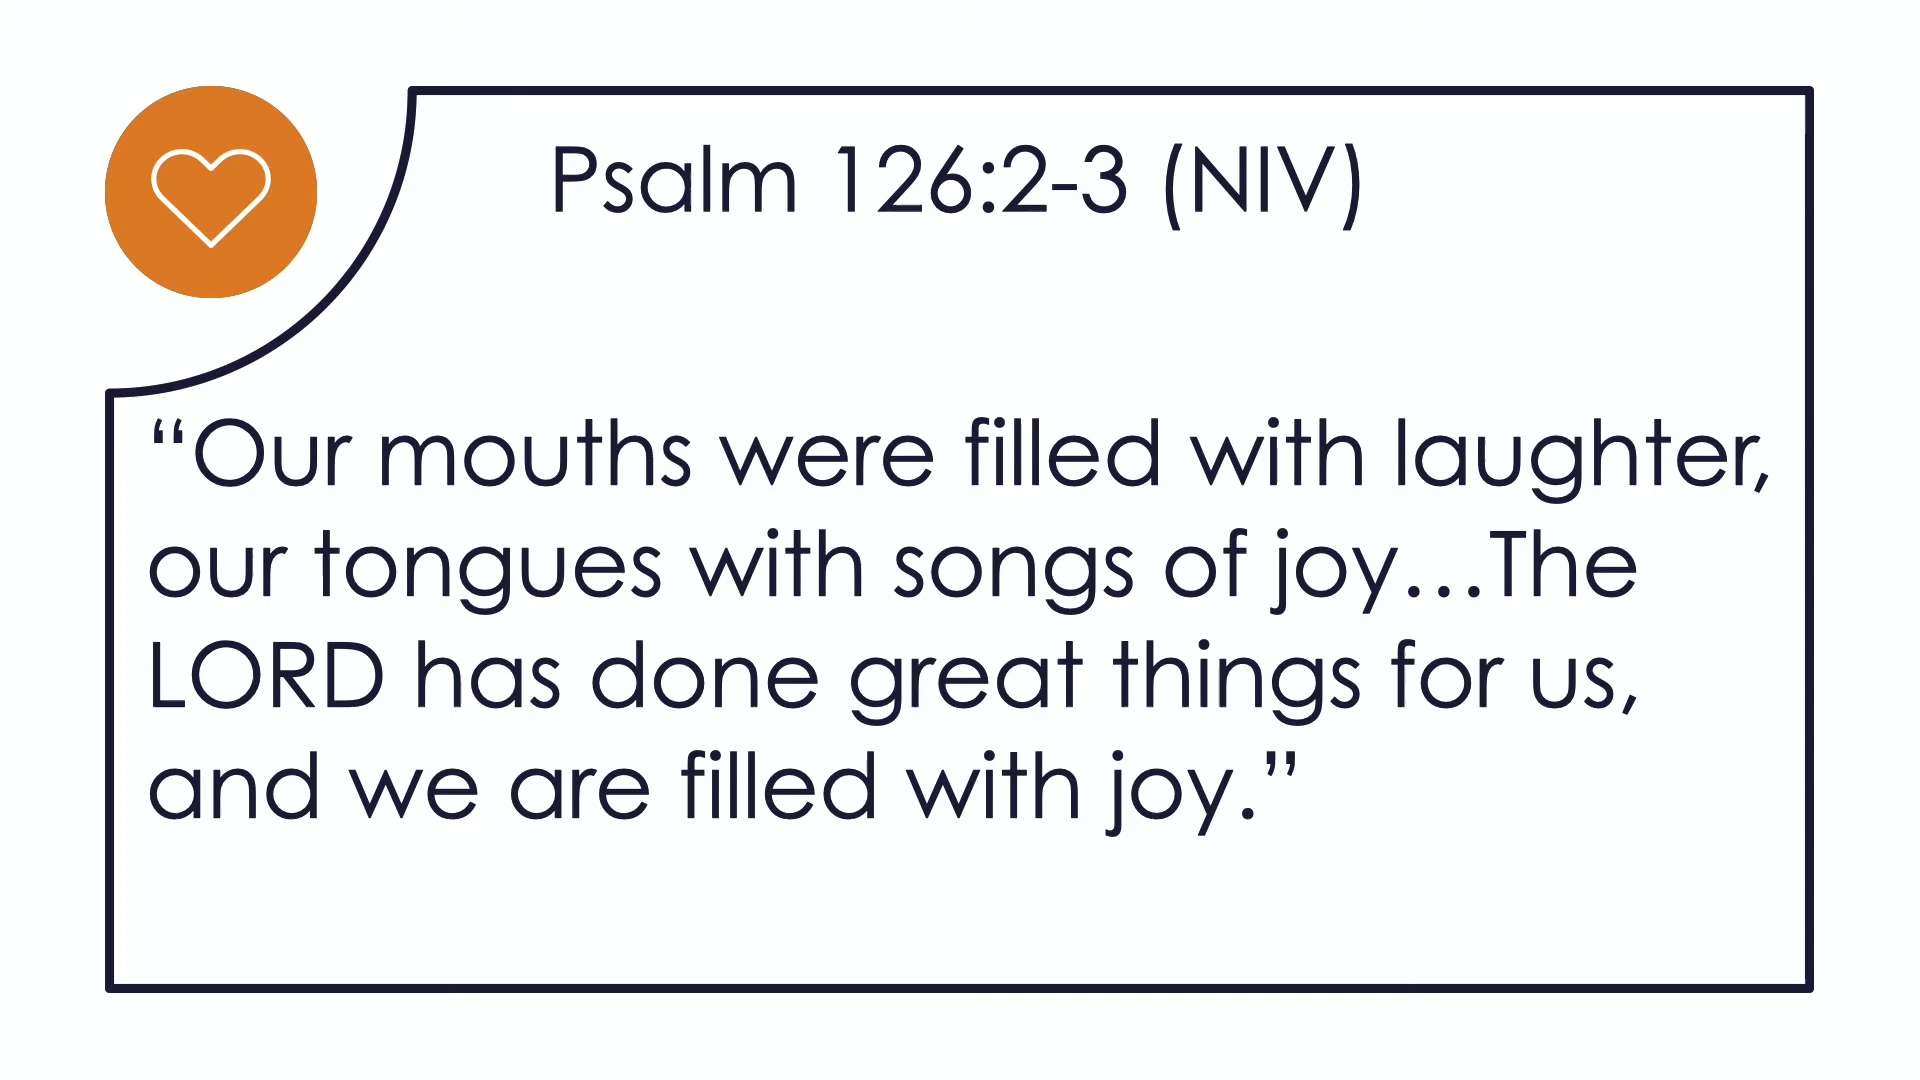 Psalm 126:2-3 (NIV)
“Our mouths were filled with laughter,
our tongues with songs of joy…The
LORD has done great things for us,
and we are filled with joy.”